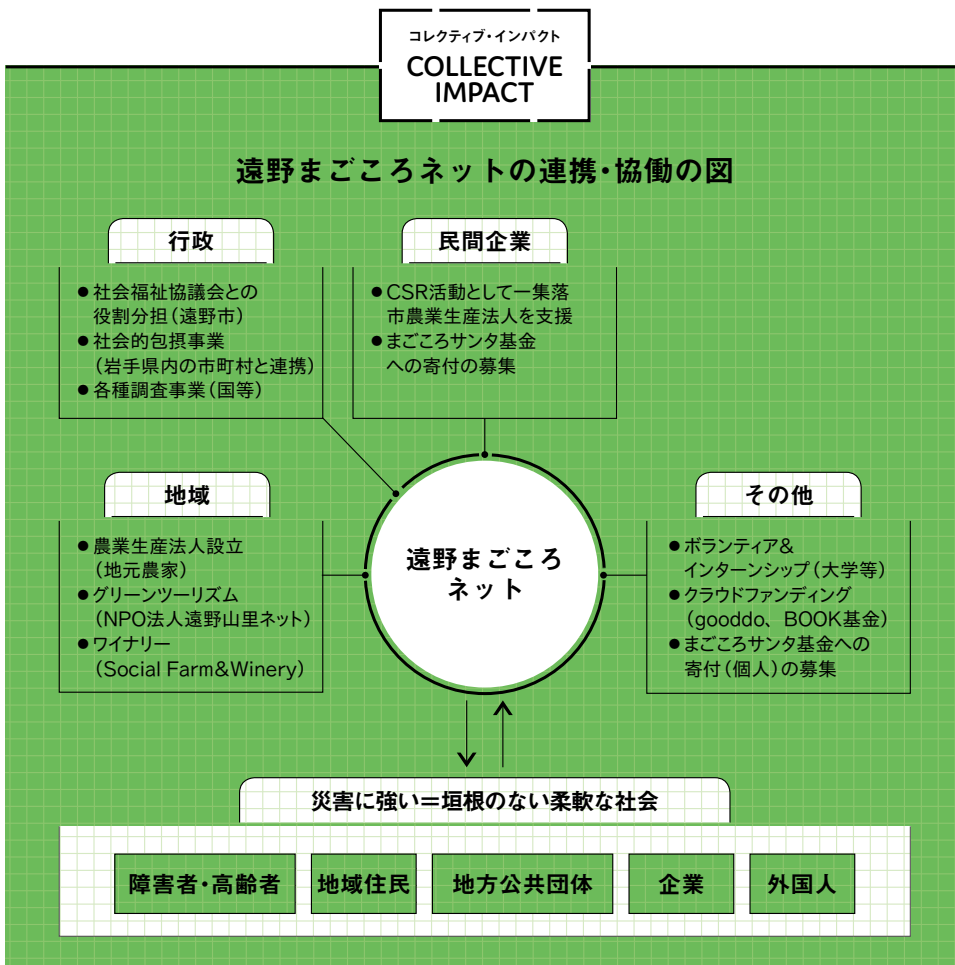 コレクティブ・インパクト
COLLECTIVE
IMPACT
遠野まごころネットの連携・協働の図
行政
●社会福祉協議会との
役割分担(遠野市)
●社会的包摂事業
(岩手県内の市町村と連携)
●各種調査事業(国等)
民間企業
●CSR活動として一集落
市農業生産法人を支援
●まごころサンタ基金
への寄付の募集
地域
●農業生産法人設立
(地元農家)
●グリーンツーリズム
(NPO法人遠野山里ネット)
●ワイナリー
(Social Farm&Winery)
遠野まごころ
ネット
その他
●ボランティア&
インターンシップ(大学等)
●クラウドファンディング
(gooddo、BOOK基金)
●まごころサンタ基金への
寄付(個人)の募集
災害に強い=垣根のない柔軟な社会
障害者・高齢者
地域住民
地方公共団体
企業
外国人